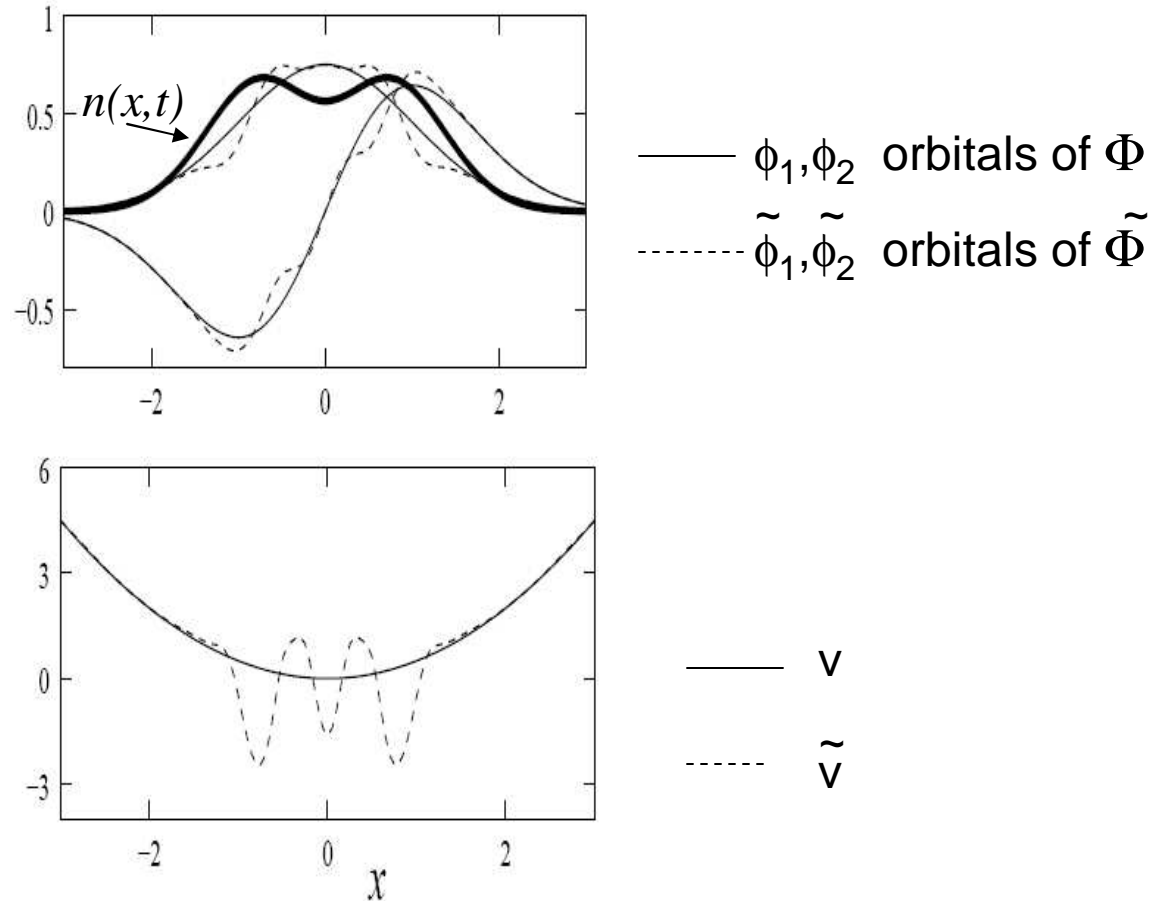 1
0.5
0
−0.5
−2 0 2
n(x,t)
ϕ₁,ϕ₂ orbitals of Φ
ϕ̃₁,ϕ̃₂ orbitals of Φ̃
6
3
0
−3
−2 0 2
x
v
ṽ